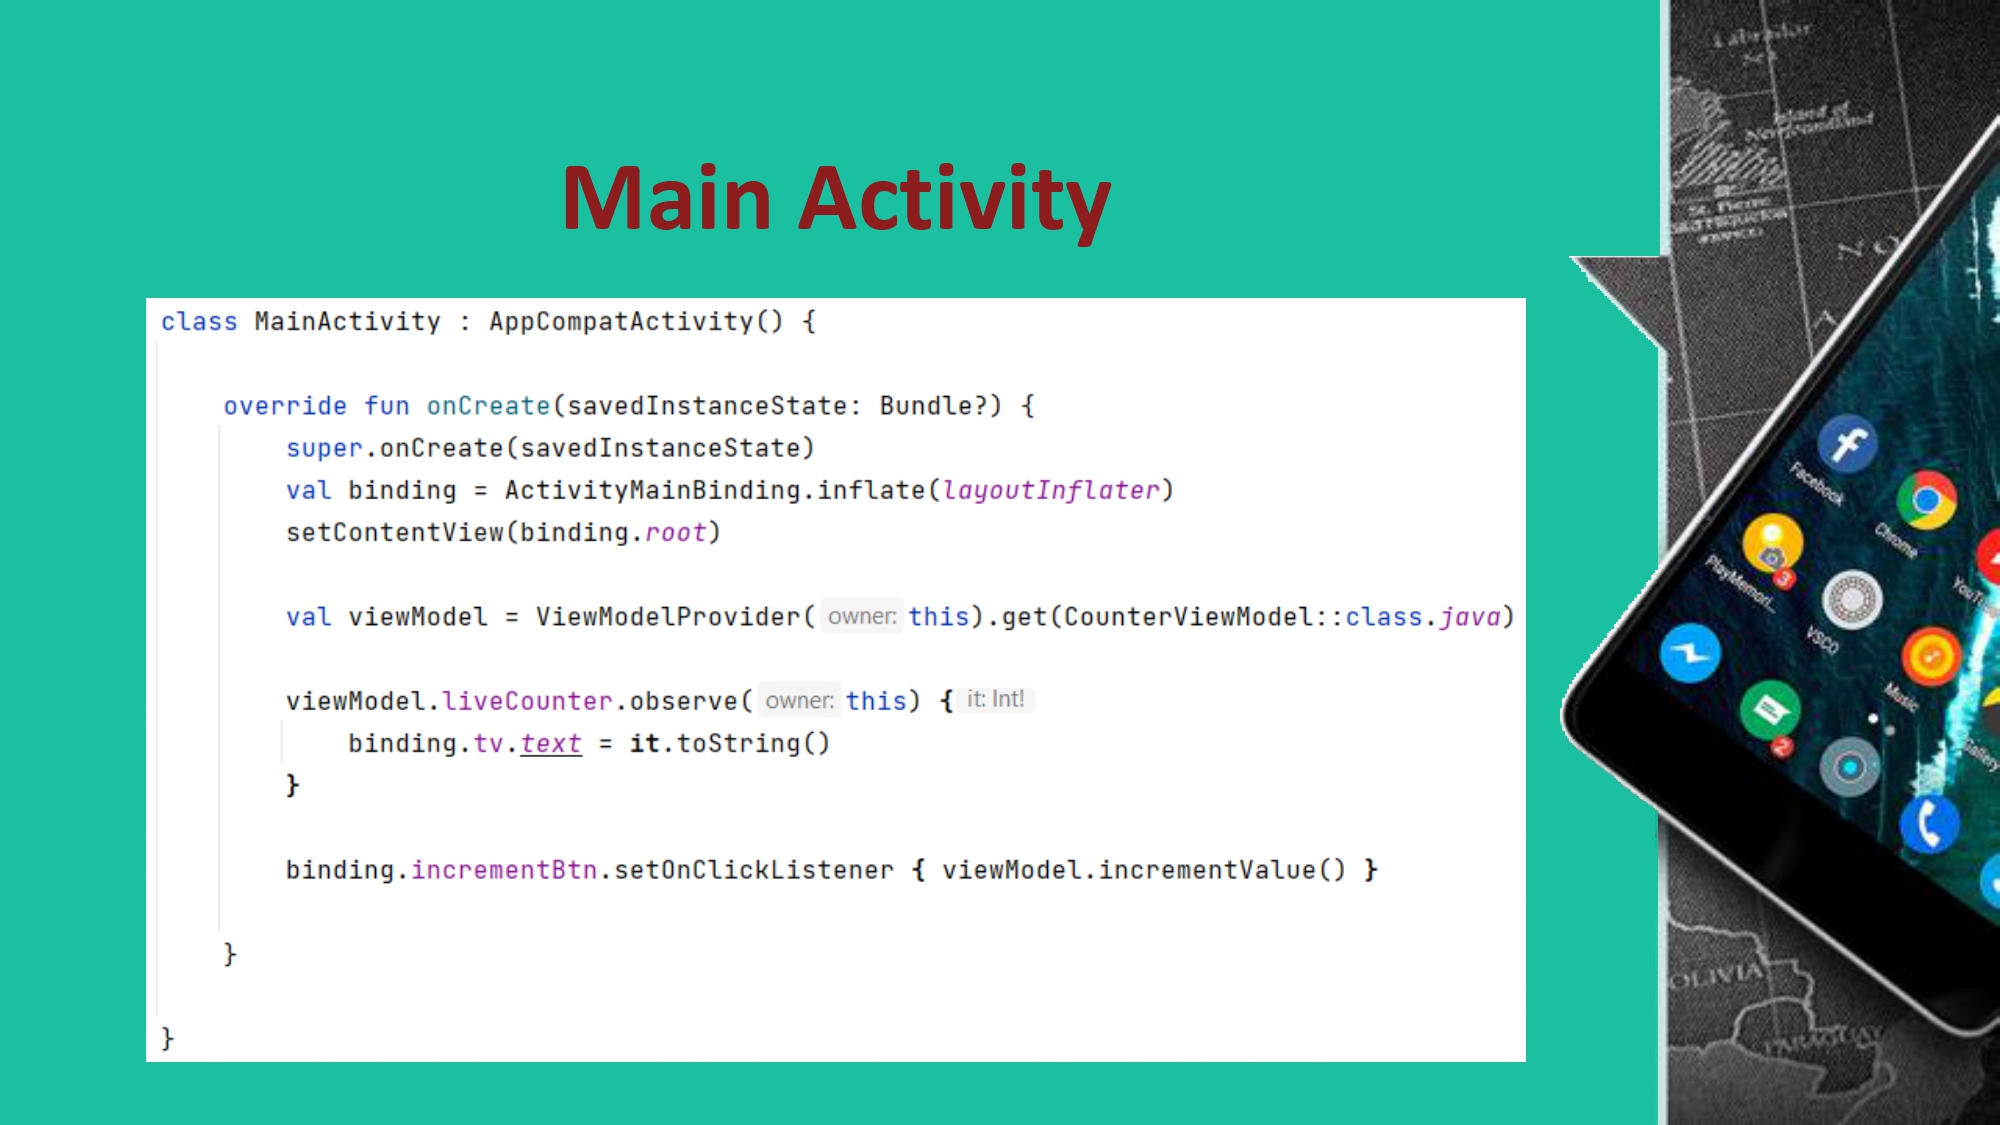 Main Activity
class MainActivity : AppCompatActivity() {
override fun onCreate(savedInstanceState: Bundle?) {
super.onCreate(savedInstanceState)
val binding = ActivityMainBinding.inflate(layoutInflater)
setContentView(binding.root)
val viewModel = ViewModelProvider( owner: this).get(CounterViewModel::class.java)
viewModel.liveCounter.observe( owner: this) { it: Int!
binding.tv.text = it.toString()
}
binding.incrementBtn.setOnClickListener { viewModel.incrementValue() }
}
}
Labrador
Island of
Newfoundland
St. Pierre
Facebook
Chrome
PlayMemori...
3
VSCO
Music
2
Gallery
OLIVIA
PARAGUAY